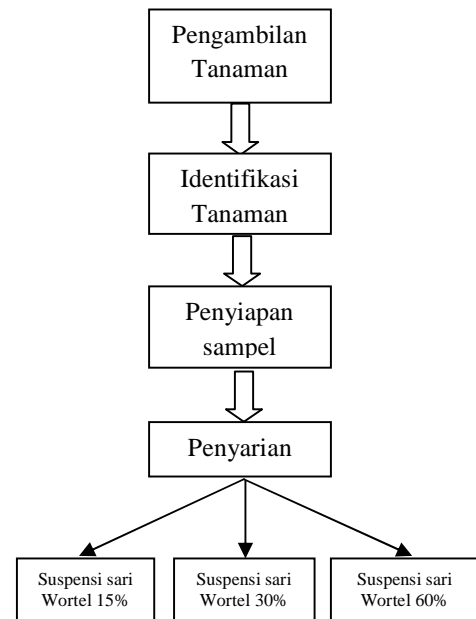 Pengambilan
Tanaman
Identifikasi
Tanaman
Penyiapan
sampel
Penyarian
Suspensi sari
Wortel 15%
Suspensi sari
Wortel 30%
Suspensi sari
Wortel 60%